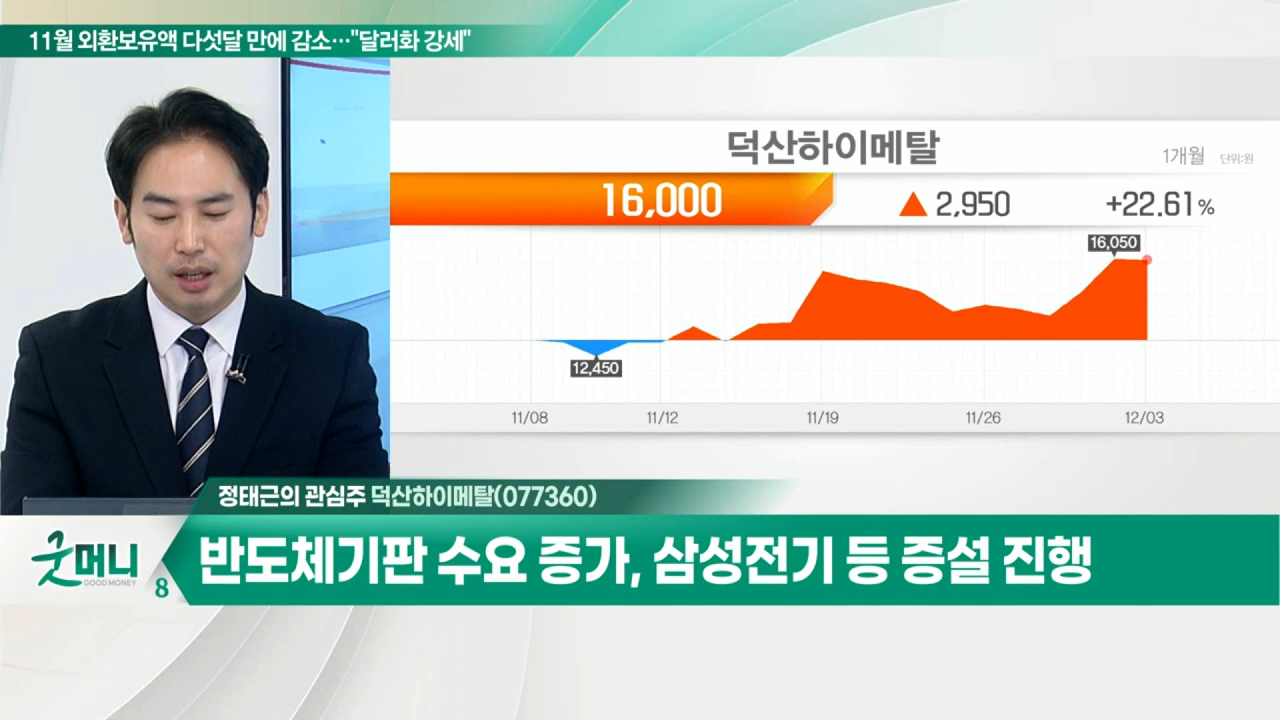 11월 외환보유액 다섯달 만에 감소…"달러화 강세"
덕산하이메탈
1개월 단위:원
16,000 ▲ 2,950 +22.61%
16,050
12,450
11/08 11/12 11/19 11/26 12/03
정태근의 관심주 덕산하이메탈(077360)
굿머니
GOOD MONEY
8
반도체기판 수요 증가, 삼성전기 등 증설 진행